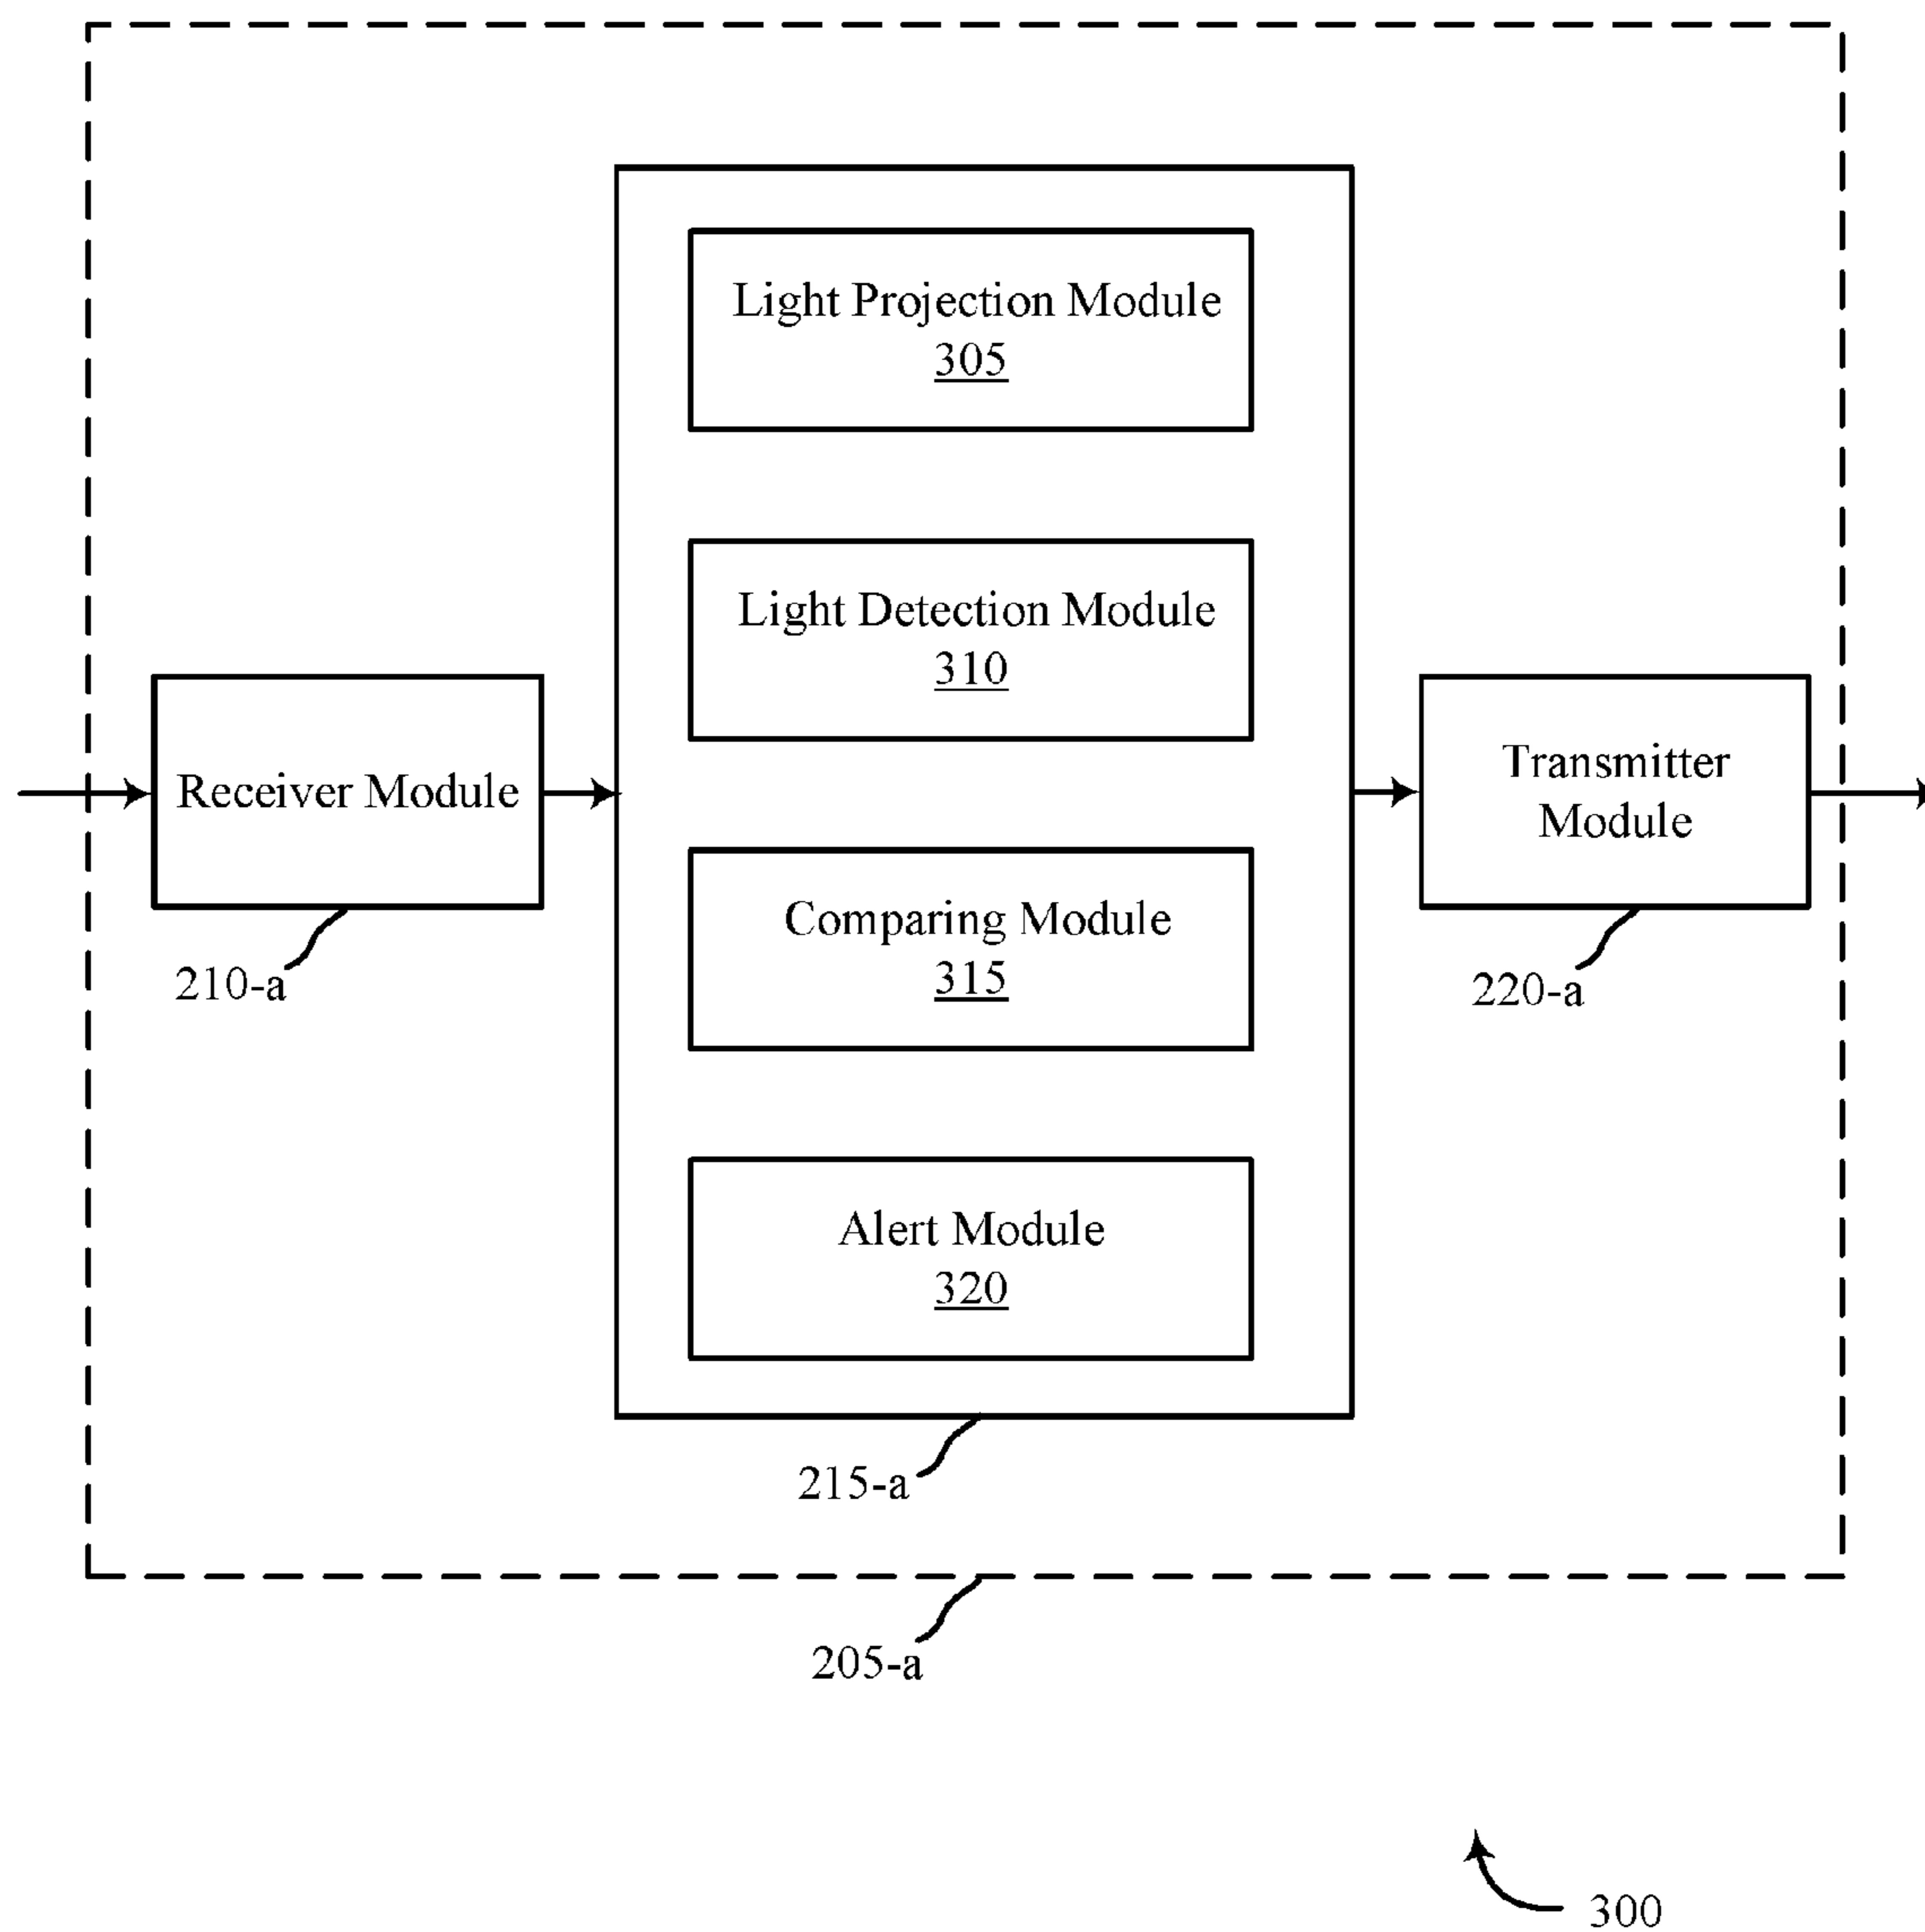 Light Projection Module
305
Light Detection Module
310
Receiver Module
Transmitter
Module
Comparing Module
315
210-a
220-a
Alert Module
320
215-a
205-a
300